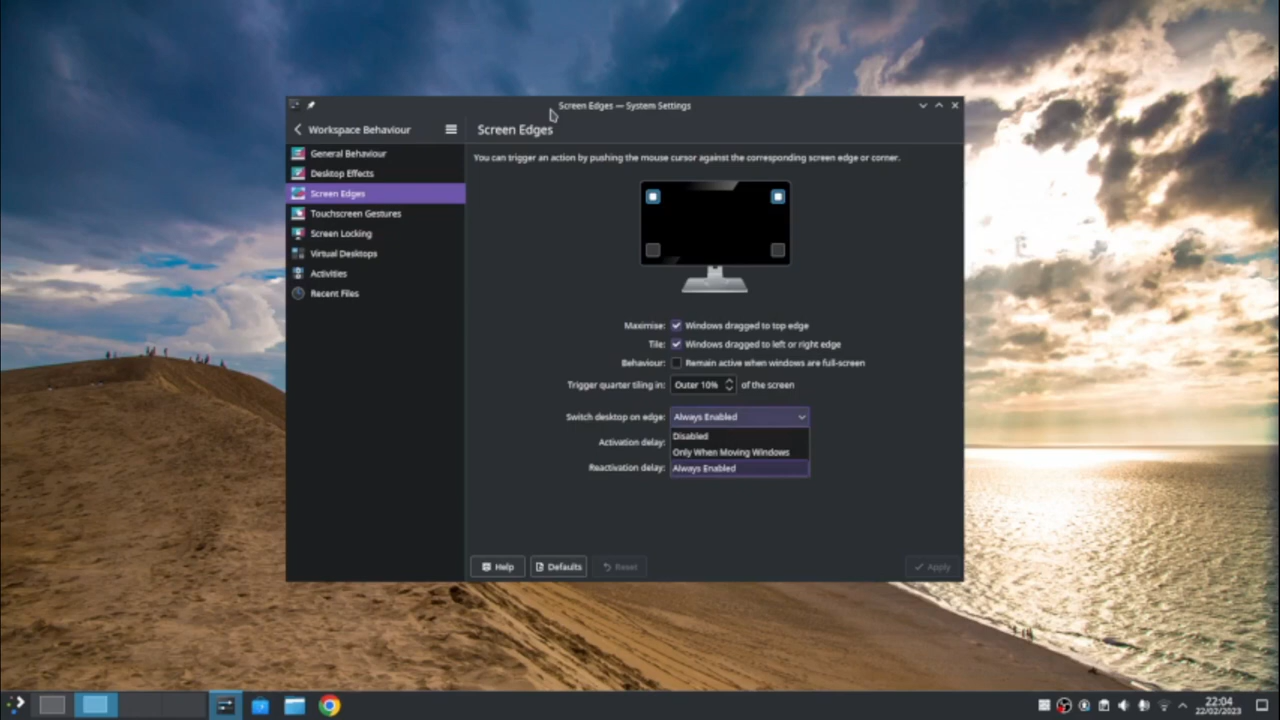 Screen Edges — System Settings
Workspace Behaviour
Screen Edges
General Behaviour
Desktop Effects
Screen Edges
Touchscreen Gestures
Screen Locking
Virtual Desktops
Activities
Recent Files
You can trigger an action by pushing the mouse cursor against the corresponding screen edge or corner.
Maximise: Windows dragged to top edge
Tile: Windows dragged to left or right edge
Behaviour: Remain active when windows are full-screen
Trigger quarter tiling in: Outer 10% of the screen
Switch desktop on edge: Always Enabled
Disabled
Activation delay:
Only When Moving Windows
Reactivation delay: Always Enabled
Help Defaults Reset Apply
22:04
22/02/2023